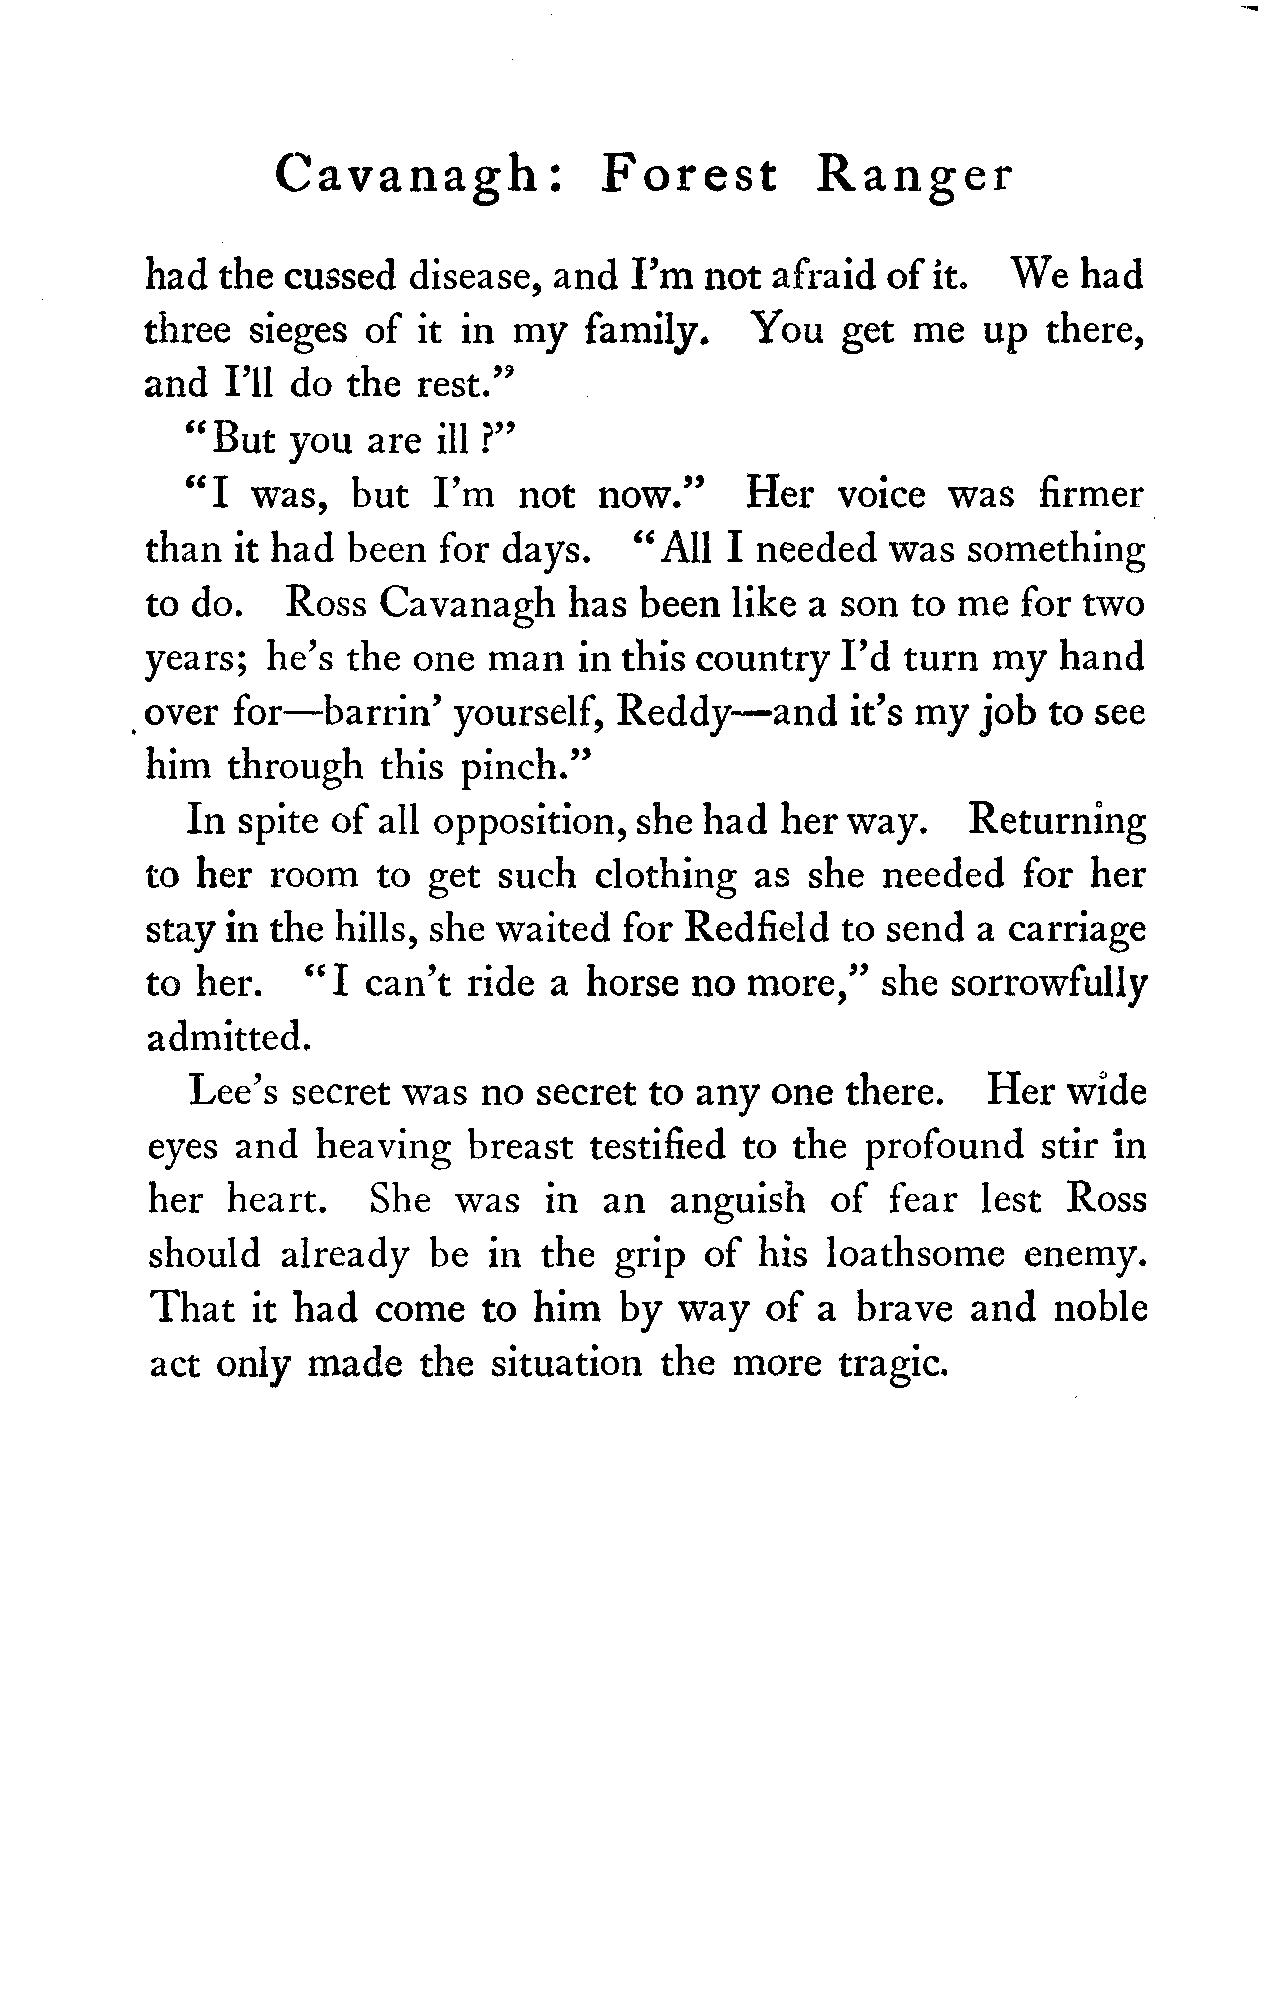 Cavanagh: Forest Ranger
had the cussed disease, and I’m not afraid of it. We had
three sieges of it in my family. You get me up there,
and I’ll do the rest.”
“But you are ill?”
“I was, but I’m not now.” Her voice was firmer
than it had been for days. “All I needed was something
to do. Ross Cavanagh has been like a son to me for two
years; he’s the one man in this country I’d turn my hand
over for—barrin’ yourself, Reddy—and it’s my job to see
him through this pinch.”
In spite of all opposition, she had her way. Returning
to her room to get such clothing as she needed for her
stay in the hills, she waited for Redfield to send a carriage
to her. “I can’t ride a horse no more,” she sorrowfully
admitted.
Lee’s secret was no secret to any one there. Her wide
eyes and heaving breast testified to the profound stir in
her heart. She was in an anguish of fear lest Ross
should already be in the grip of his loathsome enemy.
That it had come to him by way of a brave and noble
act only made the situation the more tragic.